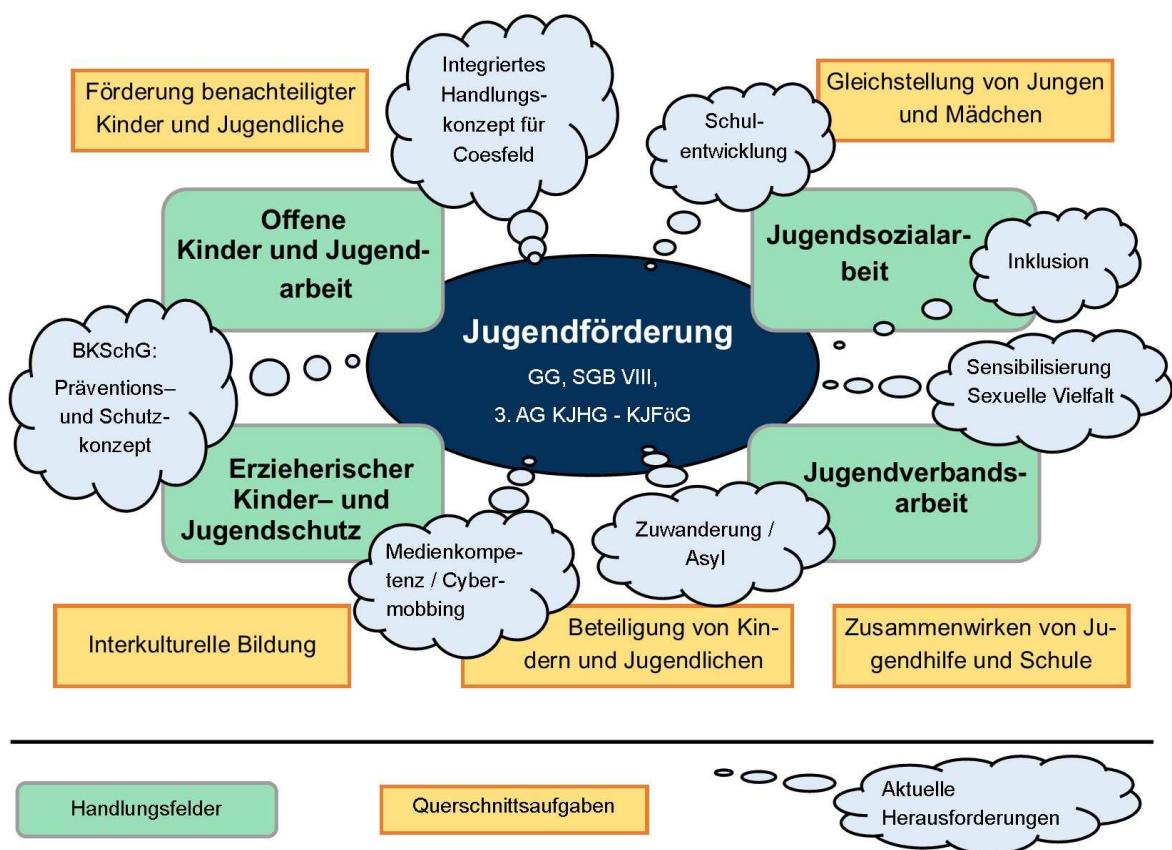 Förderung benachteiligter
Kinder und Jugendliche
Integriertes
Handlungs-
konzept für
Coesfeld
Schul-
entwicklung
Gleichstellung von Jungen
und Mädchen
Offene
Kinder und Jugend-
arbeit
Jugendsozialar-
beit
Inklusion
Jugendförderung
GG, SGB VIII,
3. AG KJHG - KJFöG
BKSchG:
Präventions–
und Schutz-
konzept
Sensibilisierung
Sexuelle Vielfalt
Erzieherischer
Kinder– und
Jugendschutz
Jugendverbands-
arbeit
Medienkompe-
tenz / Cyber-
mobbing
Zuwanderung /
Asyl
Interkulturelle Bildung
Beteiligung von Kin-
dern und Jugendlichen
Zusammenwirken von Ju-
gendhilfe und Schule
Handlungsfelder
Querschnittsaufgaben
Aktuelle
Herausforderungen